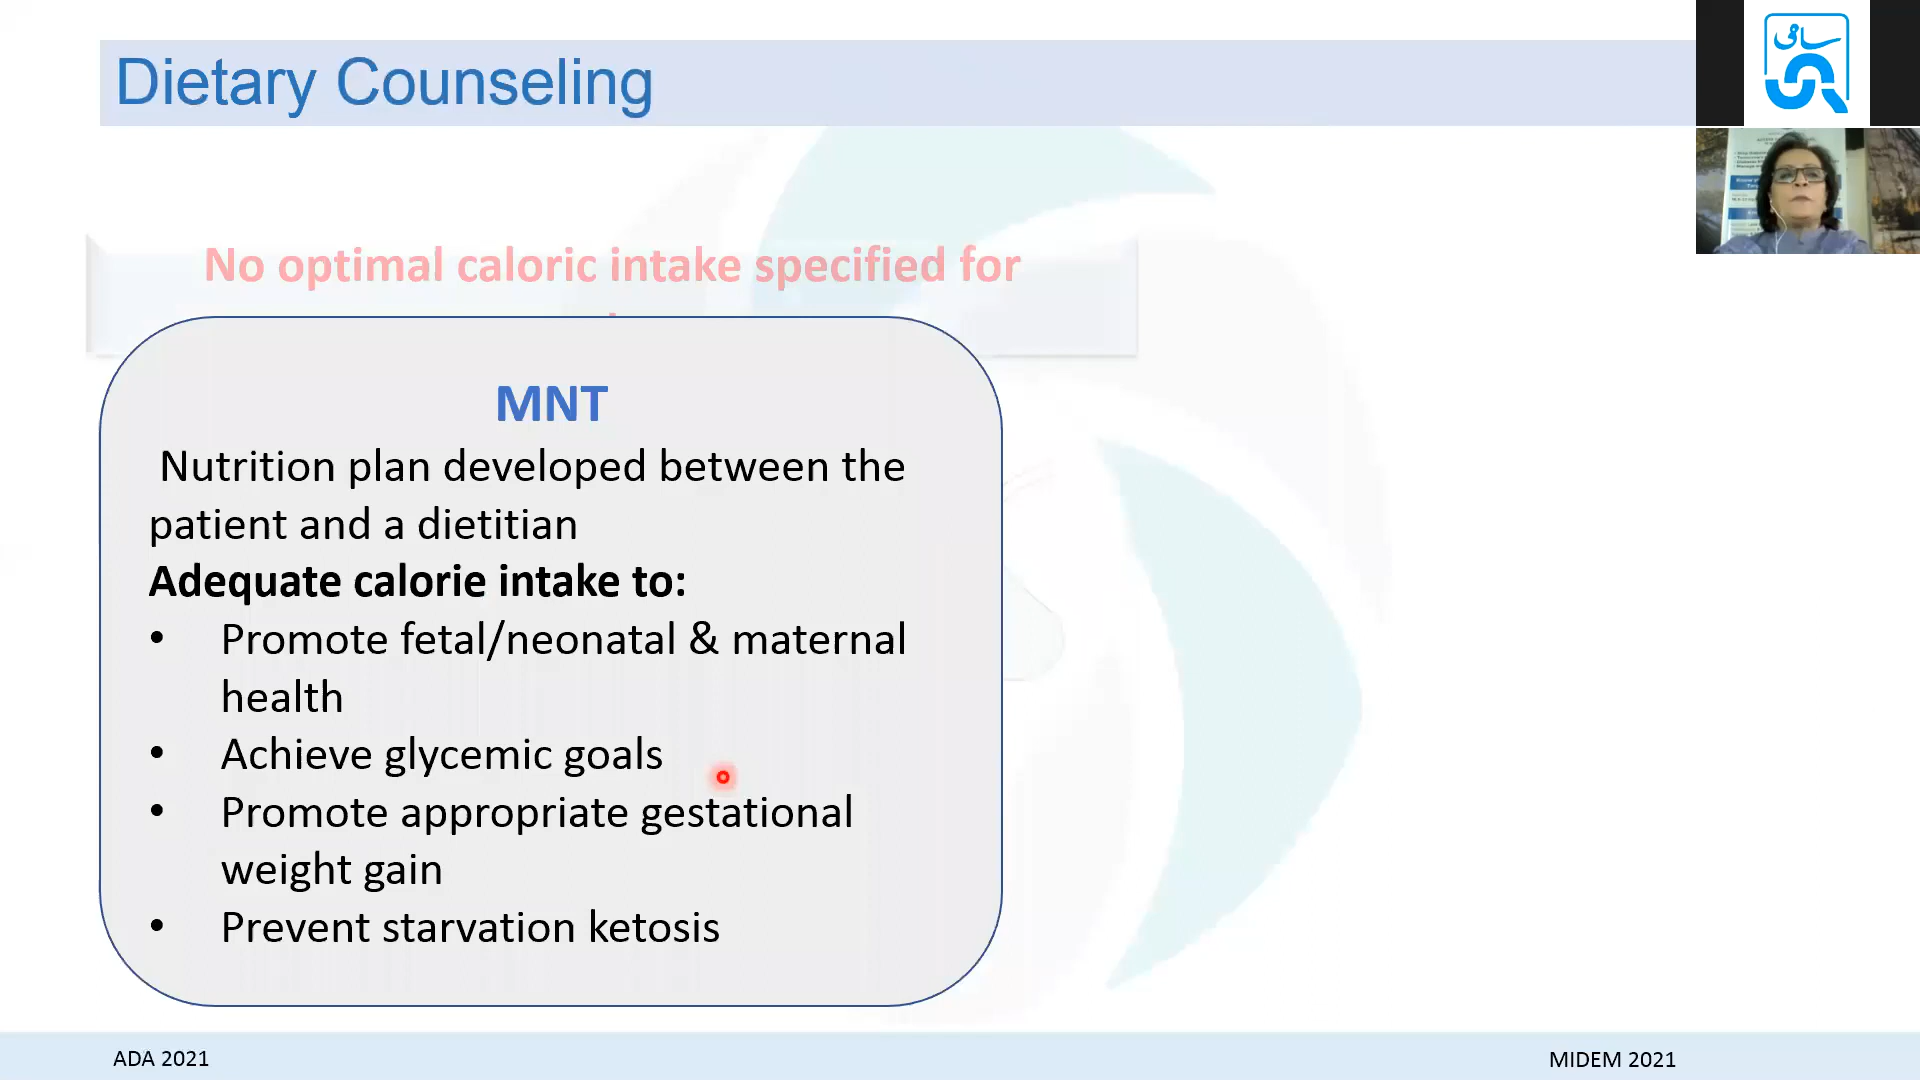 Dietary Counseling
سامی
No optimal caloric intake specified for
MNT
Nutrition plan developed between the
patient and a dietitian
Adequate calorie intake to:
• Promote fetal/neonatal & maternal
health
• Achieve glycemic goals
• Promote appropriate gestational
weight gain
• Prevent starvation ketosis
ADA 2021
MIDEM 2021